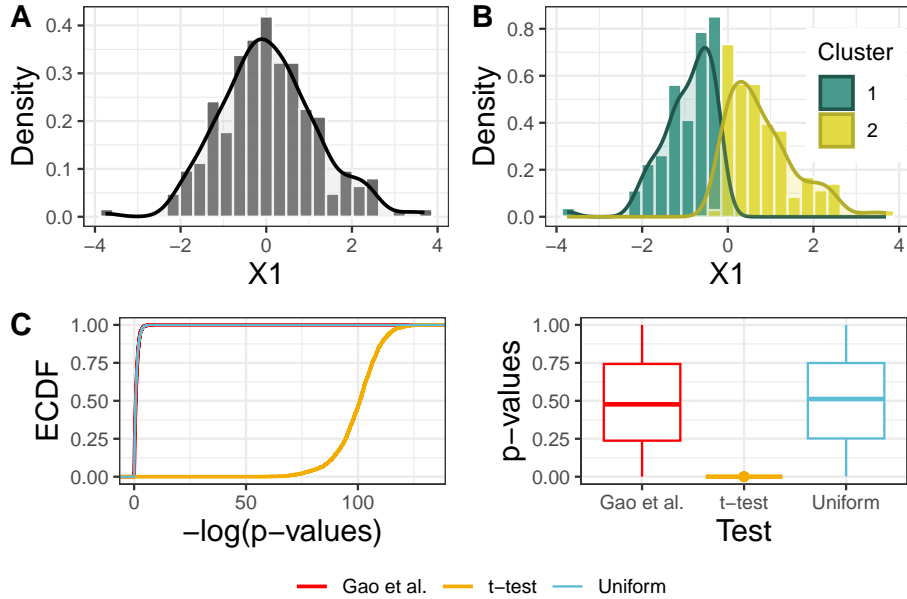 A
Density
0.4
0.3
0.2
0.1
0.0
−4
−2
0
2
4
X1
B
Density
0.8
0.6
0.4
0.2
0.0
−4
−2
0
2
4
X1
Cluster
1
2
C
ECDF
1.00
0.75
0.50
0.25
0.00
0
50
100
−log(p−values)
p−values
1.00
0.75
0.50
0.25
0.00
Gao et al.
t−test
Uniform
Test
Gao et al.
t−test
Uniform